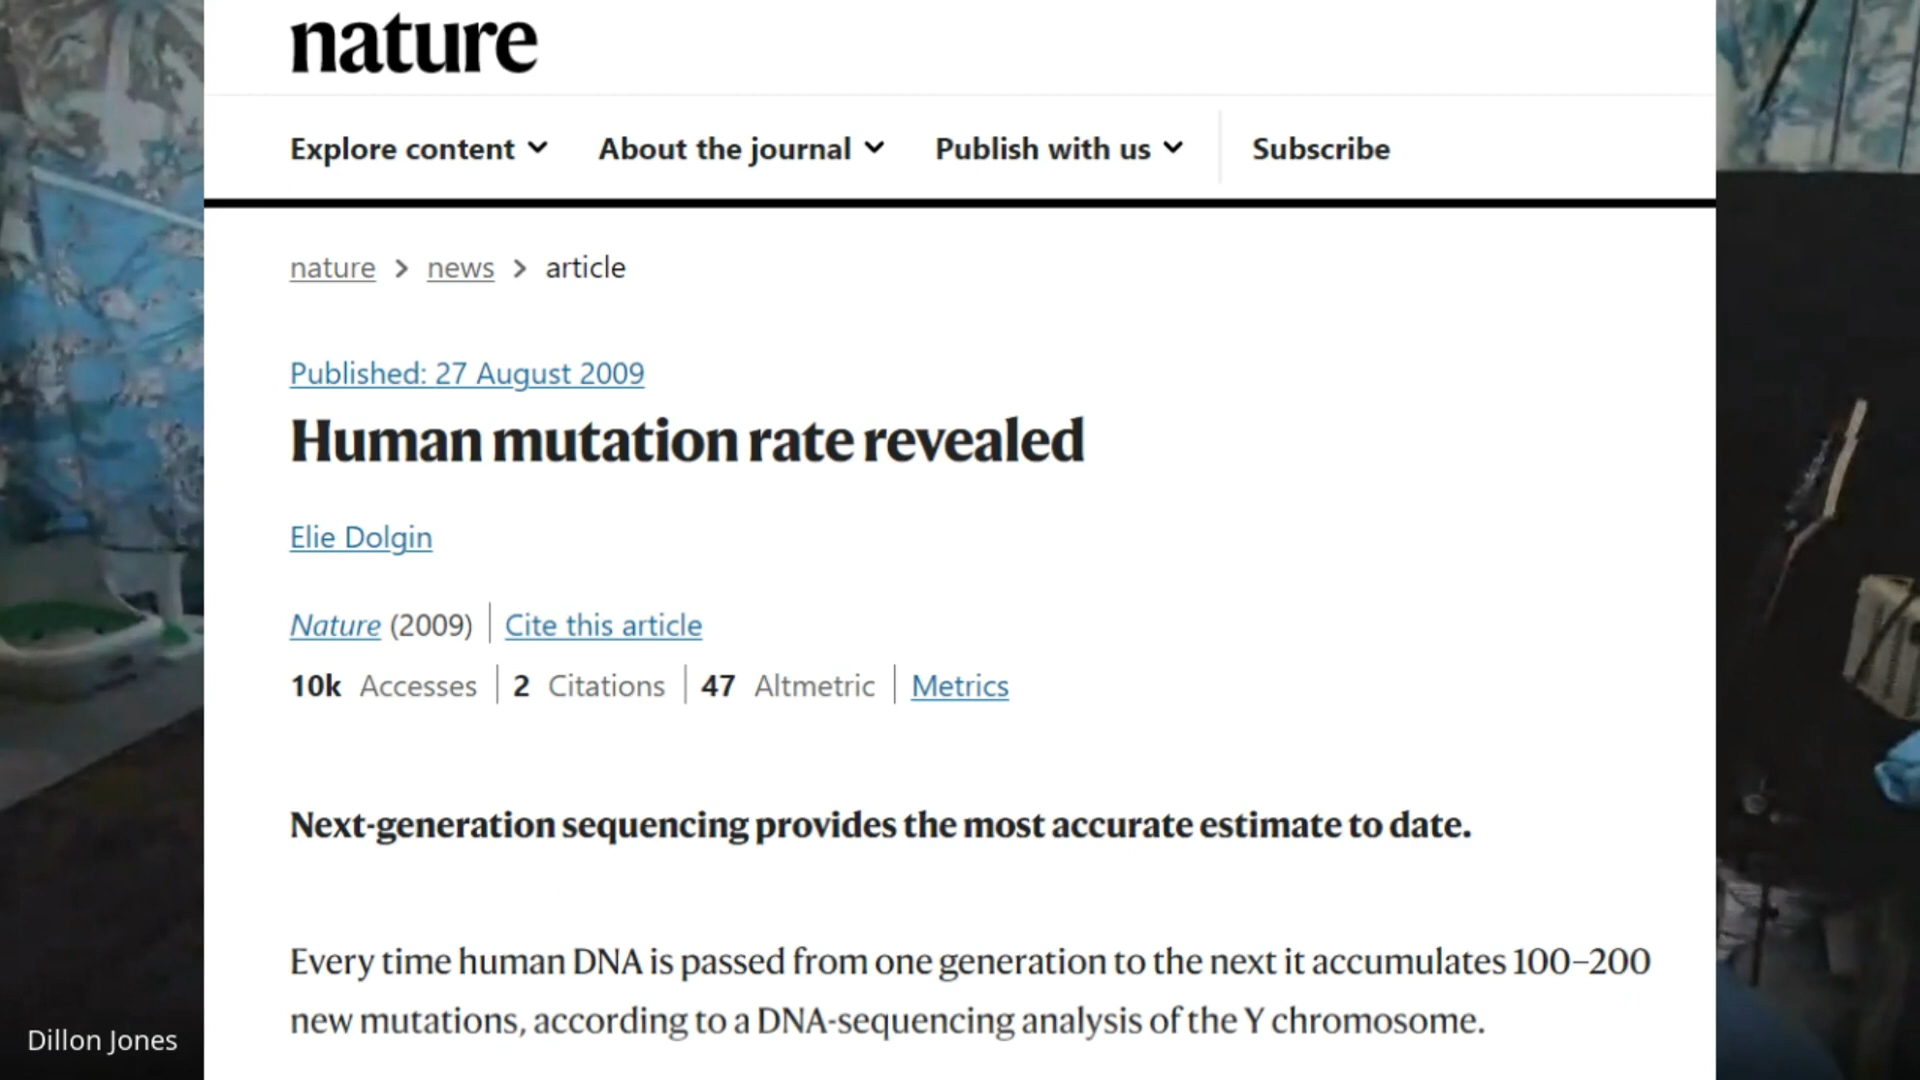 nature
Explore content About the journal Publish with us Subscribe
nature > news > article
Published: 27 August 2009
Human mutation rate revealed
Elie Dolgin
Nature (2009) Cite this article
10k Accesses 2 Citations 47 Altmetric Metrics
Next-generation sequencing provides the most accurate estimate to date.
Every time human DNA is passed from one generation to the next it accumulates 100–200
new mutations, according to a DNA-sequencing analysis of the Y chromosome.
Dillon Jones